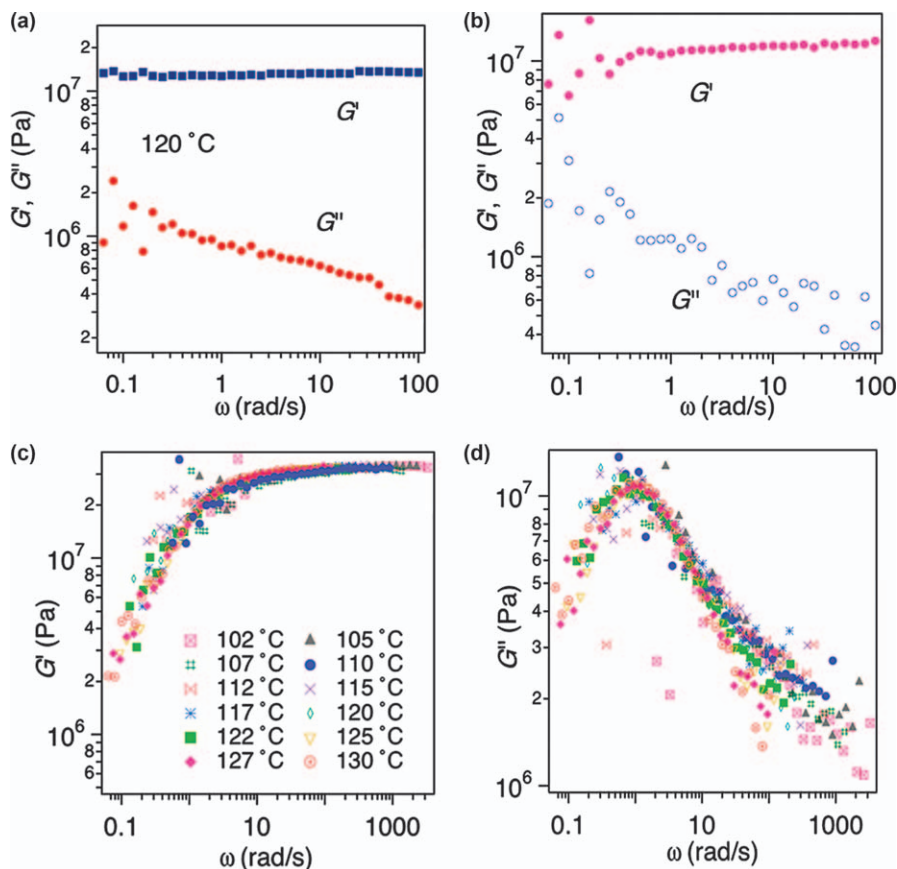 (a)
2
10⁷
8
6
4
2
10⁶
8
6
4
2
G', G" (Pa)
120 °C
G'
G"
0.1 1 10 100
ω (rad/s)
(b)
10⁷
8
6
4
2
10⁶
8
6
4
G', G" (Pa)
G'
G"
0.1 1 10 100
ω (rad/s)
(c)
2
10⁷
8
6
4
2
10⁶
8
6
4
G' (Pa)
102 °C 105 °C
107 °C 110 °C
112 °C 115 °C
117 °C 120 °C
122 °C 125 °C
127 °C 130 °C
0.1 10 1000
ω (rad/s)
(d)
10⁷
8
7
6
5
4
3
2
10⁶
G" (Pa)
0.1 10 1000
ω (rad/s)